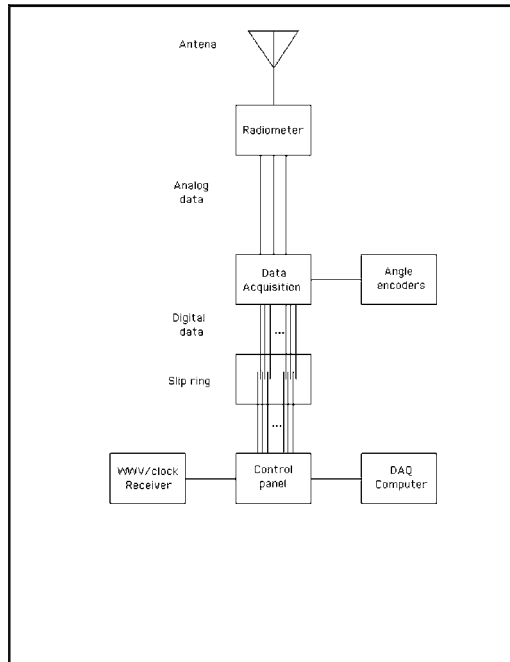 Antena
Radiometer
Analog
data
Data
Acquisition
Angle
encoders
Digital
data
...
Slip ring
...
WWV/clock
Receiver
Control
panel
DAQ
Computer